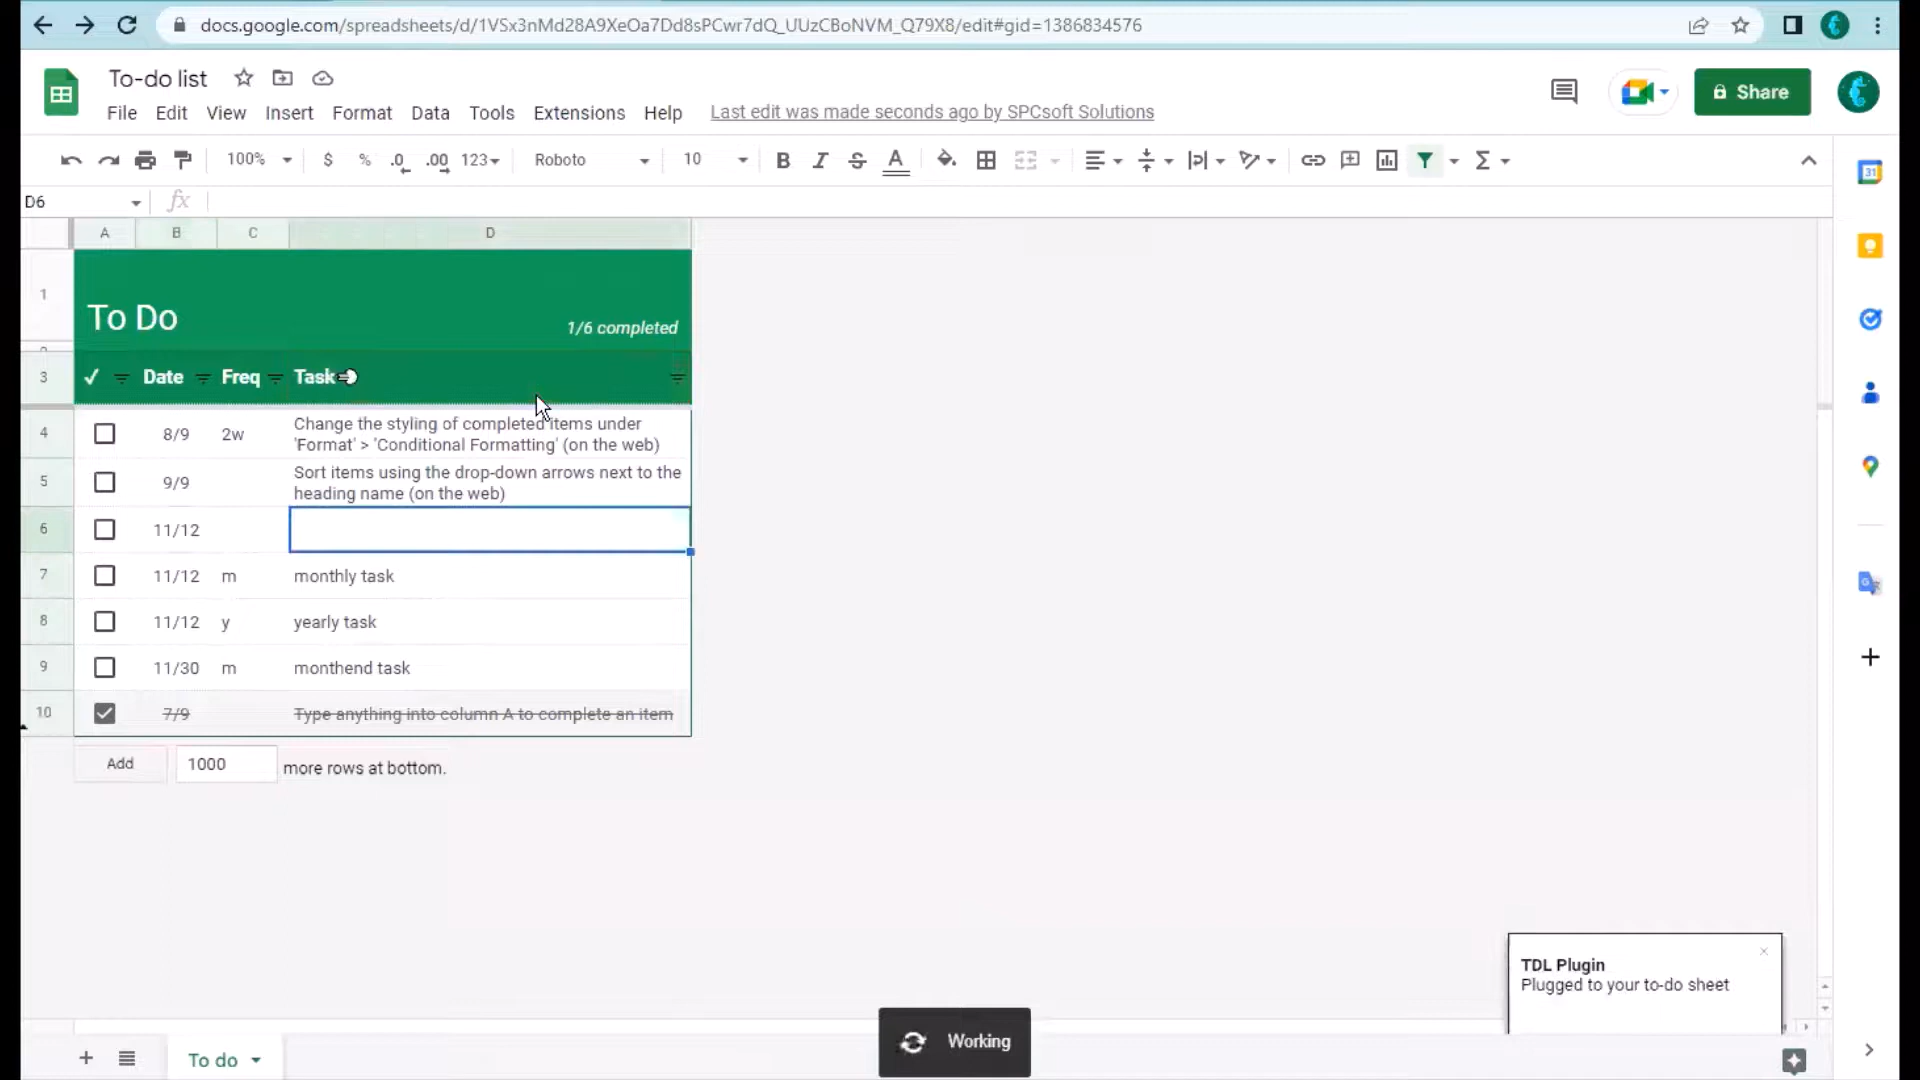 docs.google.com/spreadsheets/d/1VSx3nMd28A9XeOa7Dd8sPCwr7dQ_UUzCBoNVM_Q79X8/edit#gid=1386834576
To-do list
File Edit View Insert Format Data Tools Extensions Help Last edit was made seconds ago by SPCsoft Solutions
Share
100% $ % .0 .00 123 Roboto 10 B I S A
D6 fx
A B C D
1 To Do 1/6 completed
3 ✓ Date Freq Task
4 8/9 2w Change the styling of completed items under
'Format' > 'Conditional Formatting' (on the web)
5 9/9 Sort items using the drop-down arrows next to the
heading name (on the web)
6 11/12
7 11/12 m monthly task
8 11/12 y yearly task
9 11/30 m monthend task
10 7/9 Type anything into column A to complete an item
Add 1000 more rows at bottom.
TDL Plugin
Plugged to your to-do sheet
Working
To do
31